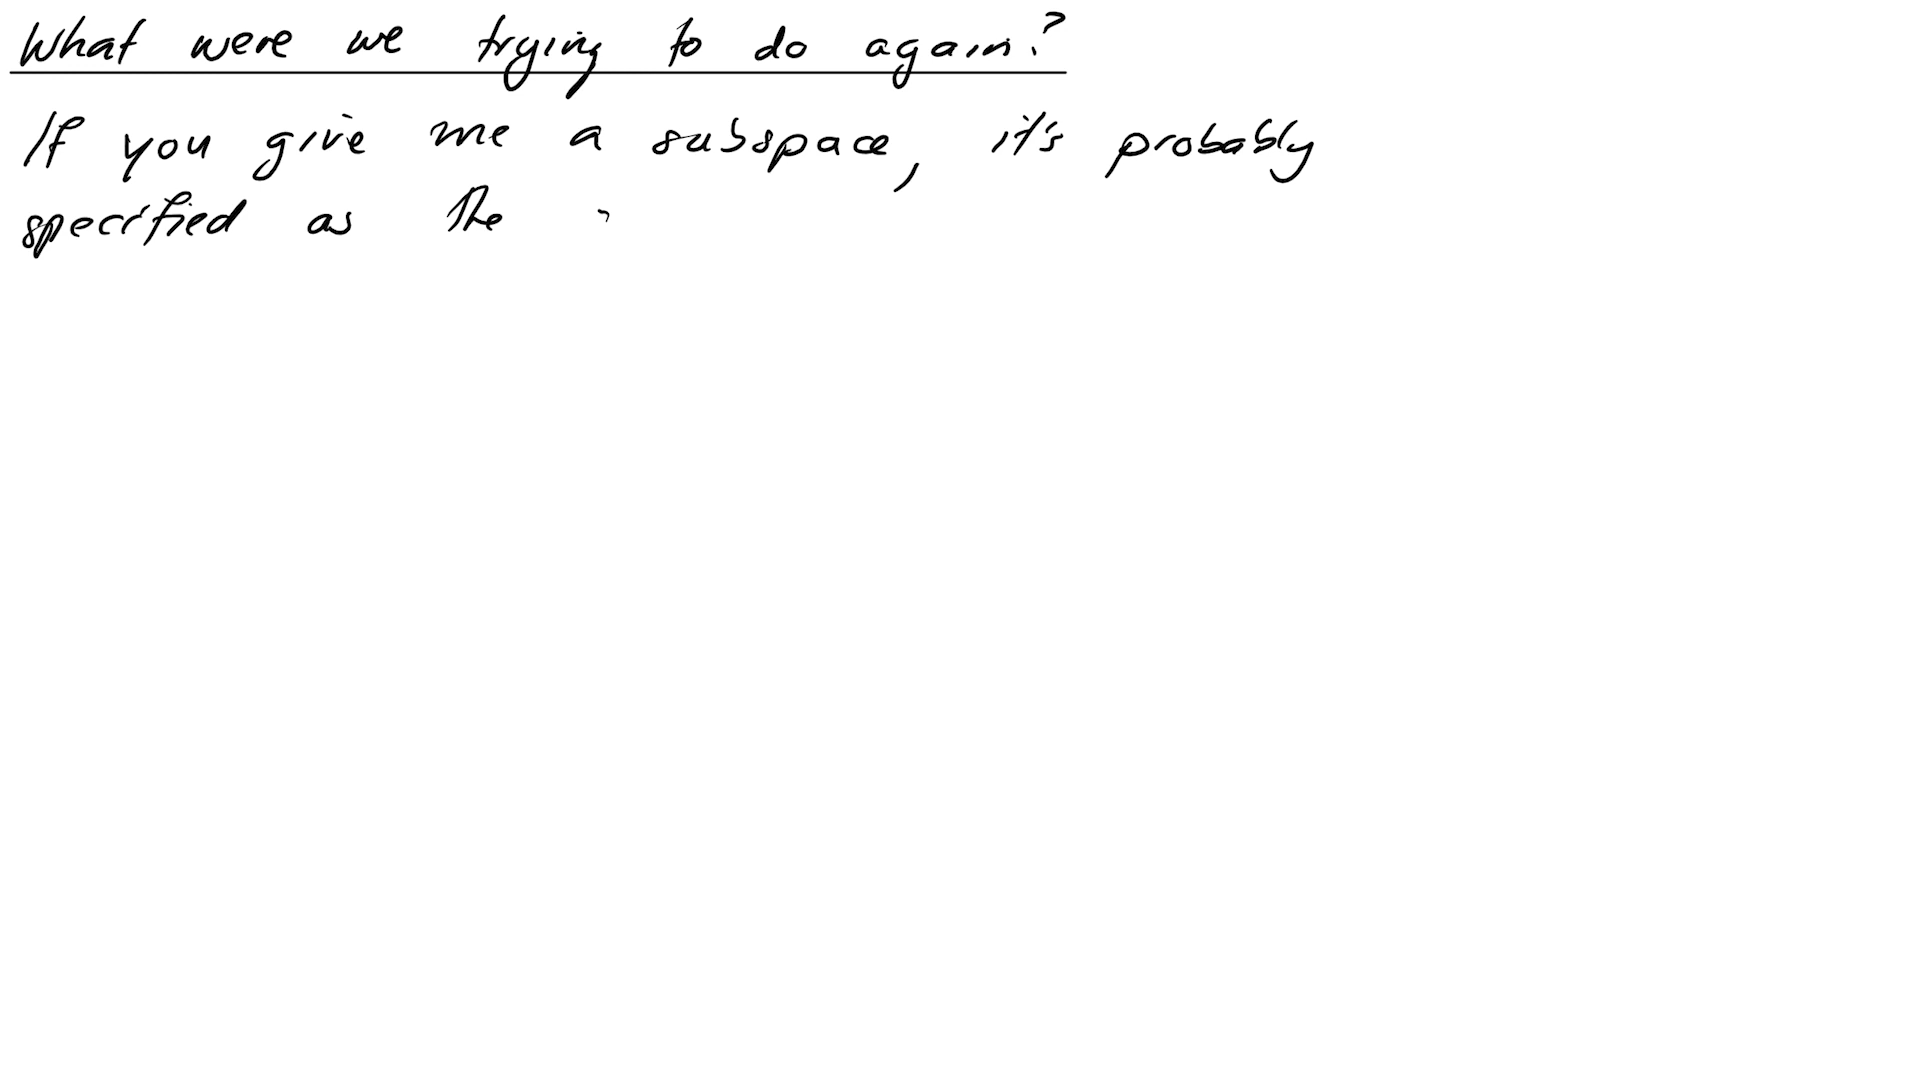 What were we trying to do again?
If you give me a subspace, it's probably
specified as the